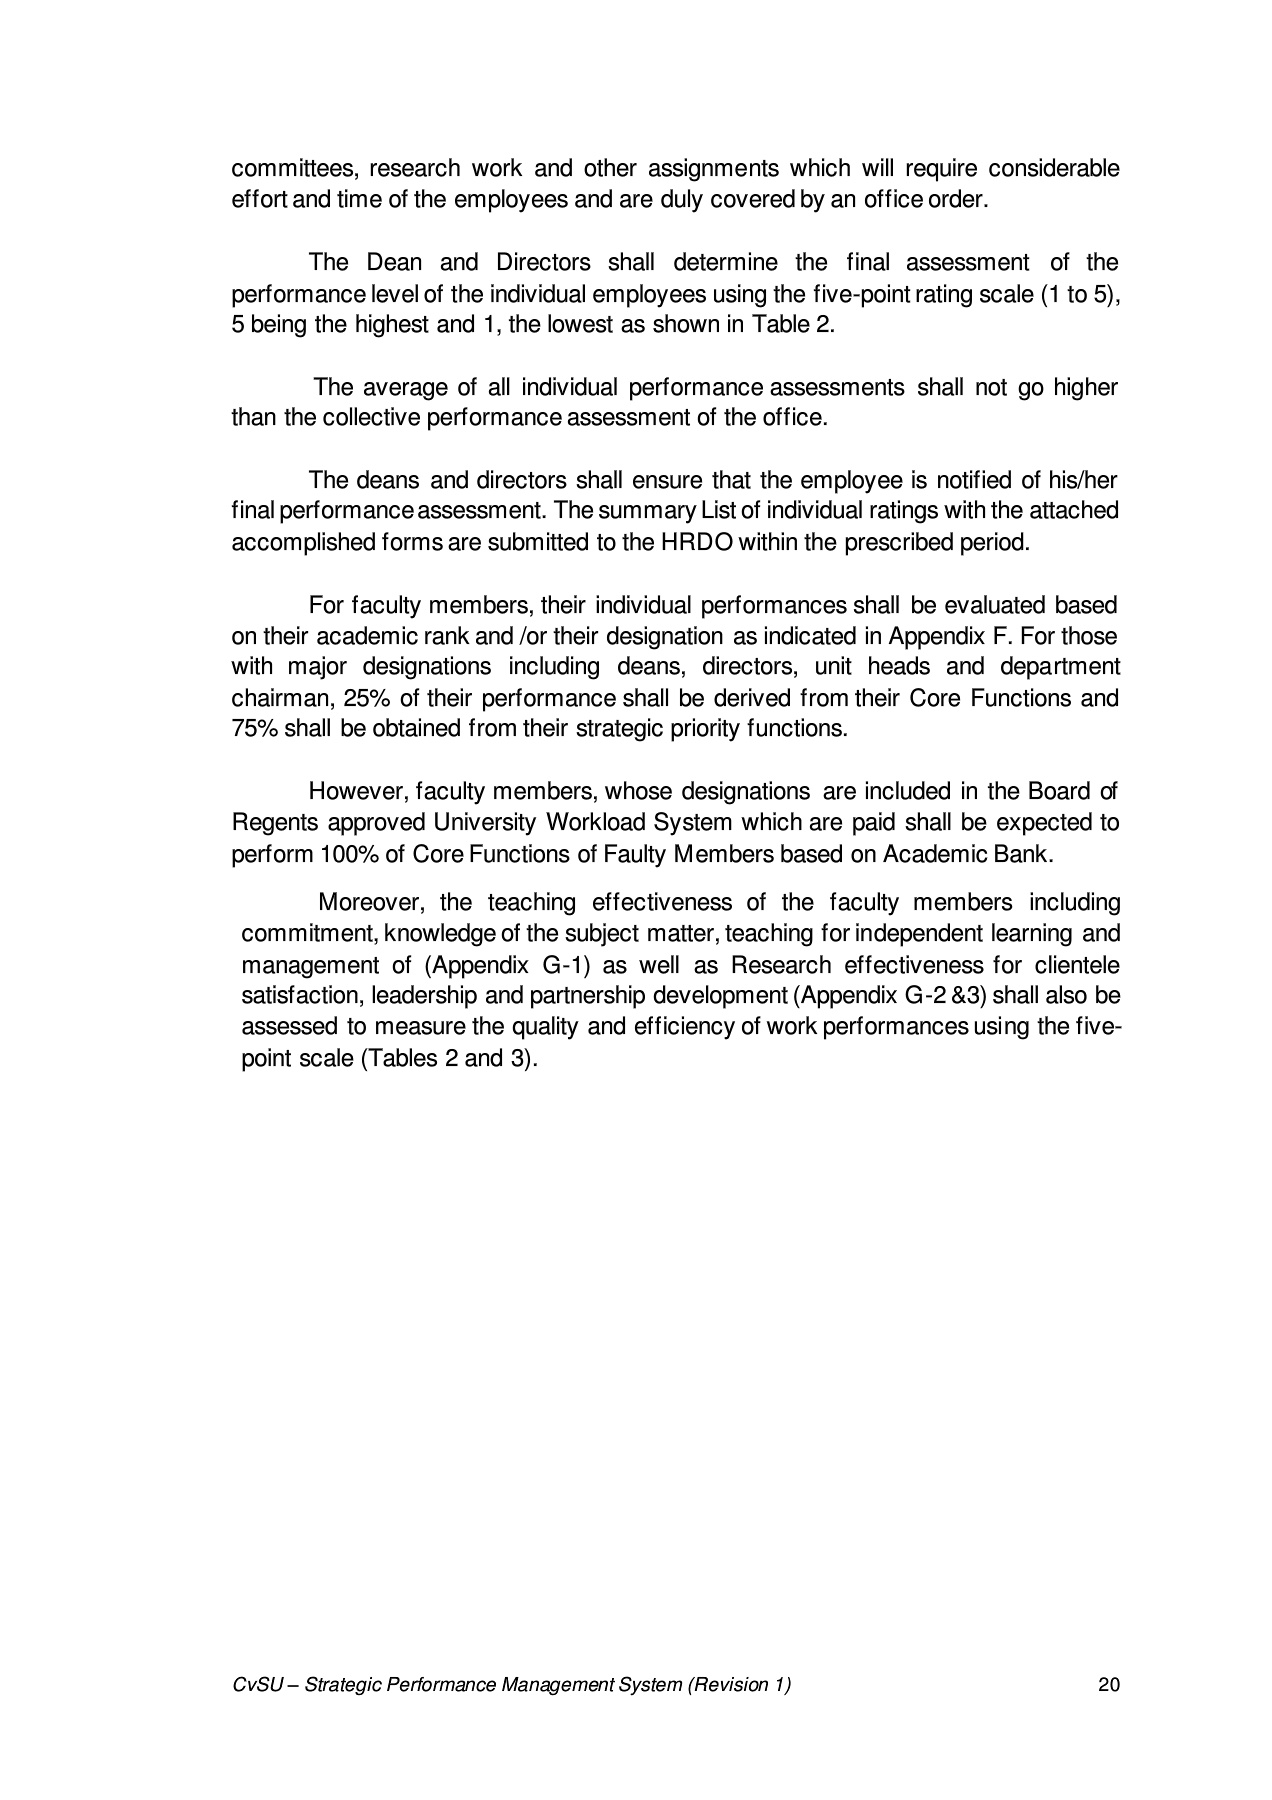 committees, research work and other assignments which will require considerable
effort and time of the employees and are duly covered by an office order.
The Dean and Directors shall determine the final assessment of the
performance level of the individual employees using the five-point rating scale (1 to 5),
5 being the highest and 1, the lowest as shown in Table 2.
The average of all individual performance assessments shall not go higher
than the collective performance assessment of the office.
The deans and directors shall ensure that the employee is notified of his/her
final performance assessment. The summary List of individual ratings with the attached
accomplished forms are submitted to the HRDO within the prescribed period.
For faculty members, their individual performances shall be evaluated based
on their academic rank and /or their designation as indicated in Appendix F. For those
with major designations including deans, directors, unit heads and department
chairman, 25% of their performance shall be derived from their Core Functions and
75% shall be obtained from their strategic priority functions.
However, faculty members, whose designations are included in the Board of
Regents approved University Workload System which are paid shall be expected to
perform 100% of Core Functions of Faulty Members based on Academic Bank.
Moreover, the teaching effectiveness of the faculty members including
commitment, knowledge of the subject matter, teaching for independent learning and
management of (Appendix G-1) as well as Research effectiveness for clientele
satisfaction, leadership and partnership development (Appendix G-2 &3) shall also be
assessed to measure the quality and efficiency of work performances using the five-
point scale (Tables 2 and 3).
CvSU – Strategic Performance Management System (Revision 1) 20